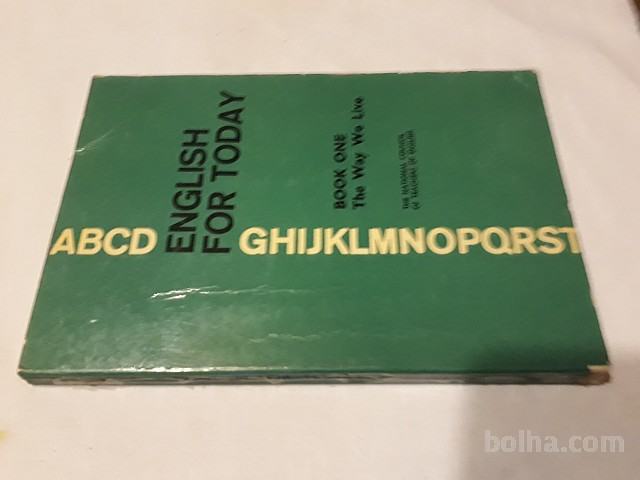 ENGLISH
FOR TODAY
BOOK ONE
The Way We Live
THE NATIONAL COUNCIL
OF TEACHERS OF ENGLISH
ABCD GHIJKLMNOPQRST
bolha.com